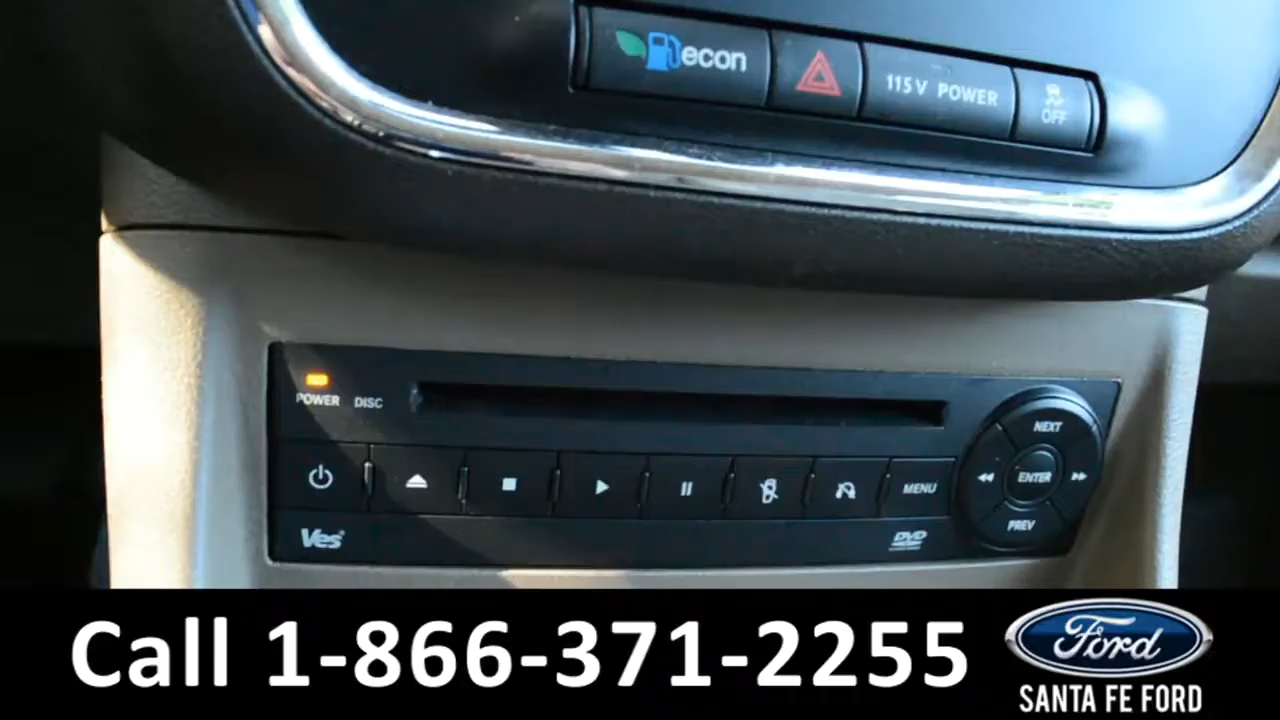 econ
115V POWER
OFF
POWER DISC
NEXT
ENTER
MENU
PREV
Ves
DVD
Call 1-866-371-2255
Ford
SANTA FE FORD